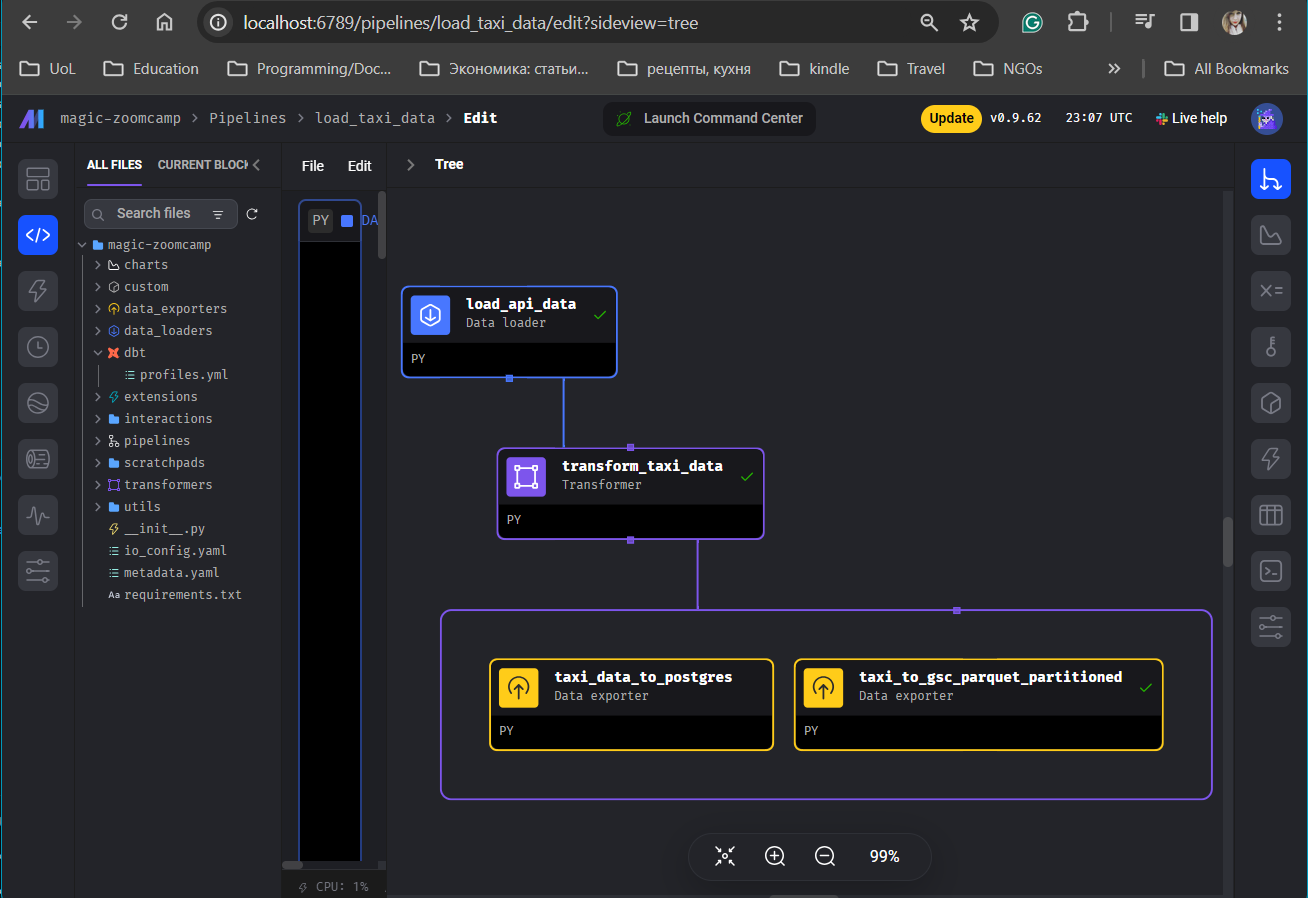 localhost:6789/pipelines/load_taxi_data/edit?sideview=tree
UoL Education Programming/Doc... Экономика: статьи... рецепты, кухня kindle Travel NGOs » All Bookmarks
magic-zoomcamp > Pipelines > load_taxi_data > Edit Launch Command Center Update v0.9.62 23:07 UTC Live help
ALL FILES CURRENT BLOCK
File Edit
Tree
Search files
magic-zoomcamp
charts
custom
data_exporters
data_loaders
dbt
profiles.yml
extensions
interactions
pipelines
scratchpads
transformers
utils
__init__.py
io_config.yaml
metadata.yaml
Aa requirements.txt
PY DA
load_api_data
Data loader
PY
transform_taxi_data
Transformer
PY
taxi_data_to_postgres
Data exporter
PY
taxi_to_gsc_parquet_partitioned
Data exporter
PY
99%
CPU: 1%